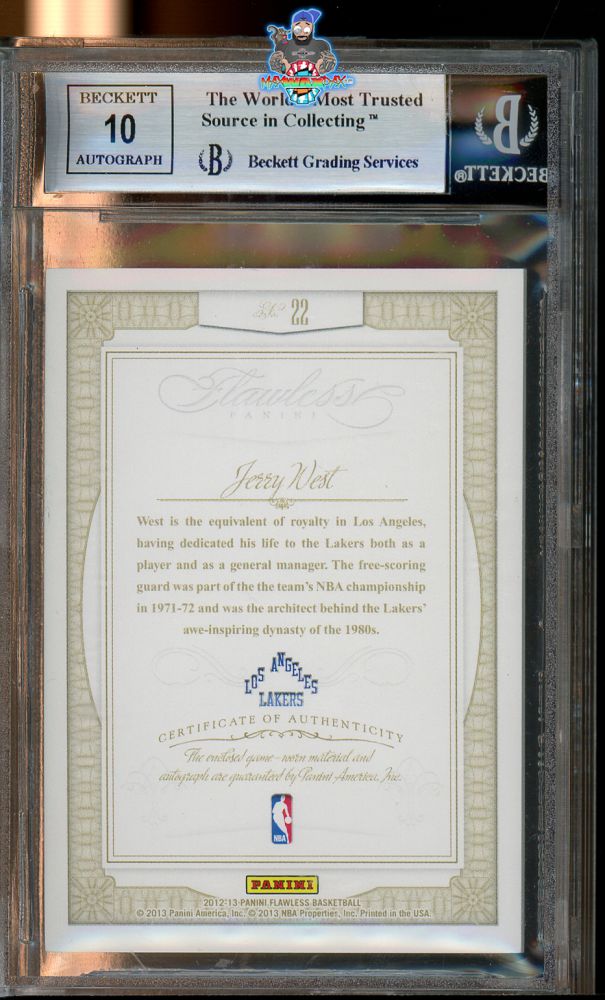 BECKETT
10
AUTOGRAPH
The World's Most Trusted
Source in Collecting™
B Beckett Grading Services
B
BECKETT®
No. 22
Flawless
PANINI
Jerry West
West is the equivalent of royalty in Los Angeles,
having dedicated his life to the Lakers both as a
player and as a general manager. The free-scoring
guard was part of the the team's NBA championship
in 1971-72 and was the architect behind the Lakers'
awe-inspiring dynasty of the 1980s.
LOS ANGELES
LAKERS
CERTIFICATE OF AUTHENTICITY
The enclosed game-worn material and
autograph are guaranteed by Panini America, Inc.
NBA
PANINI
2012-13 PANINI FLAWLESS BASKETBALL
© 2013 Panini America, Inc. © 2013 NBA Properties, Inc. Printed in the USA.